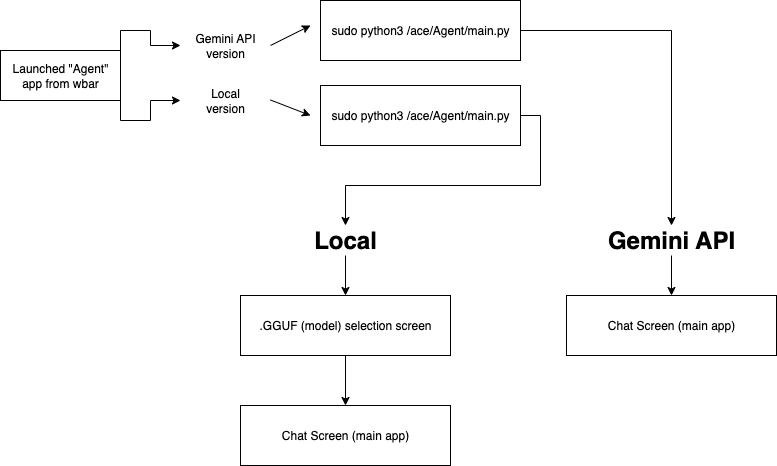 Launched "Agent"
app from wbar
Gemini API
version
sudo python3 /ace/Agent/main.py
Local
version
sudo python3 /ace/Agent/main.py
Local
Gemini API
.GGUF (model) selection screen
Chat Screen (main app)
Chat Screen (main app)